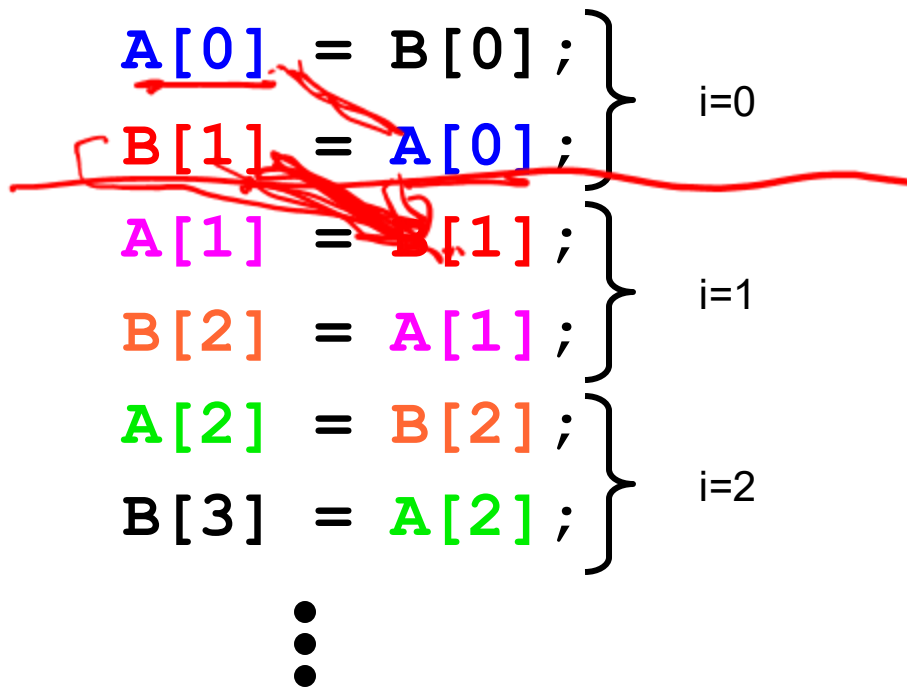 A[0] = B[0]; i=0
B[1] = A[0];
A[1] = B[1]; i=1
B[2] = A[1];
A[2] = B[2]; i=2
B[3] = A[2];